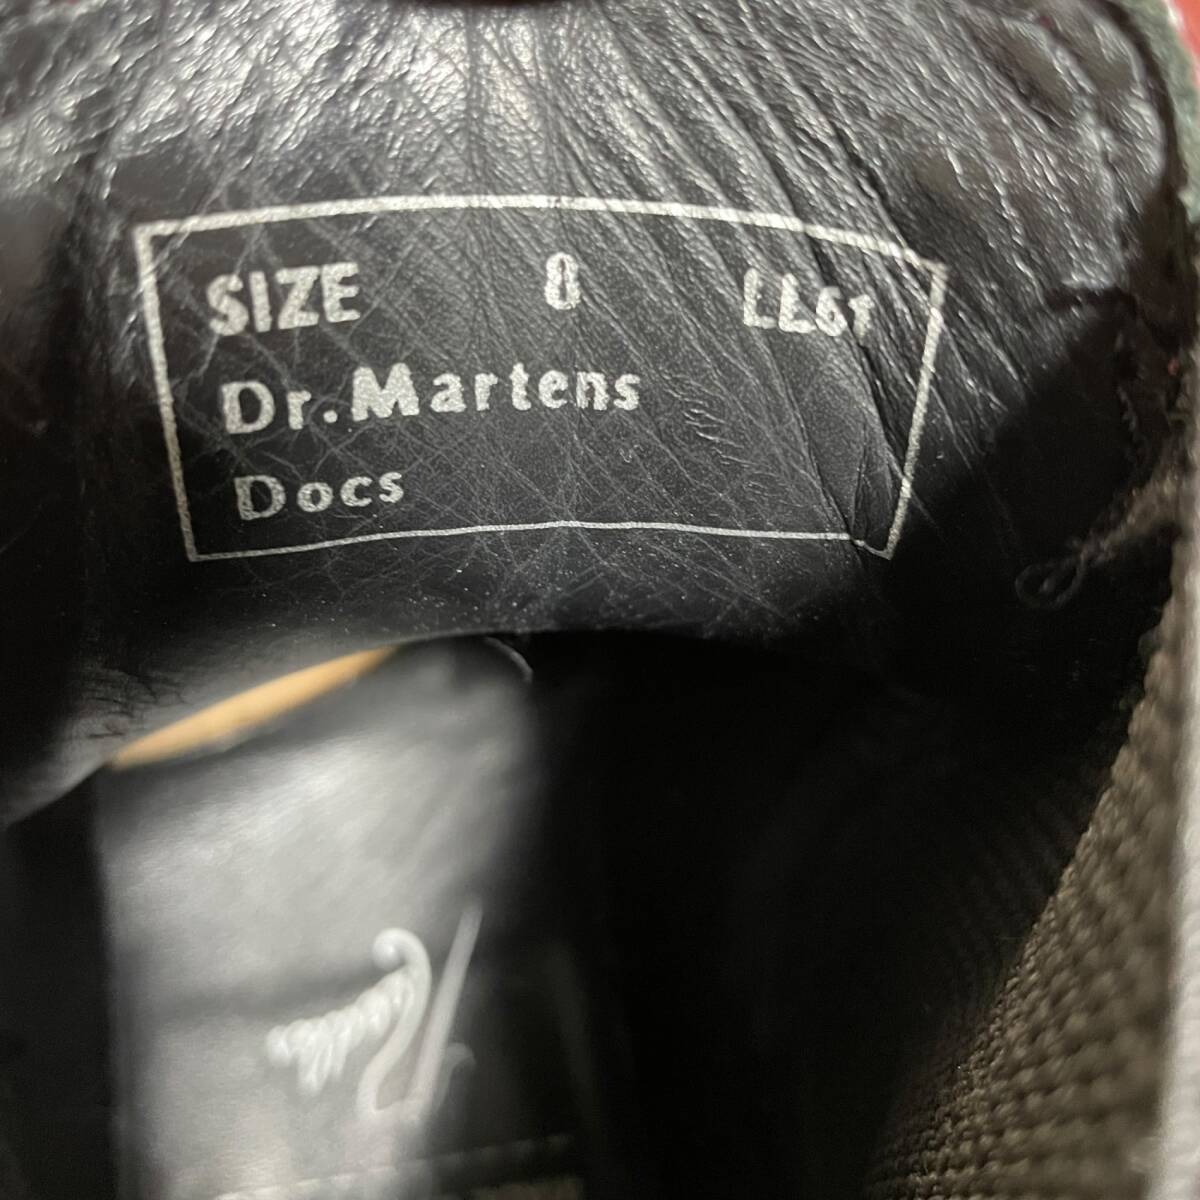 SIZE 8 LL61
Dr.Martens
Docs